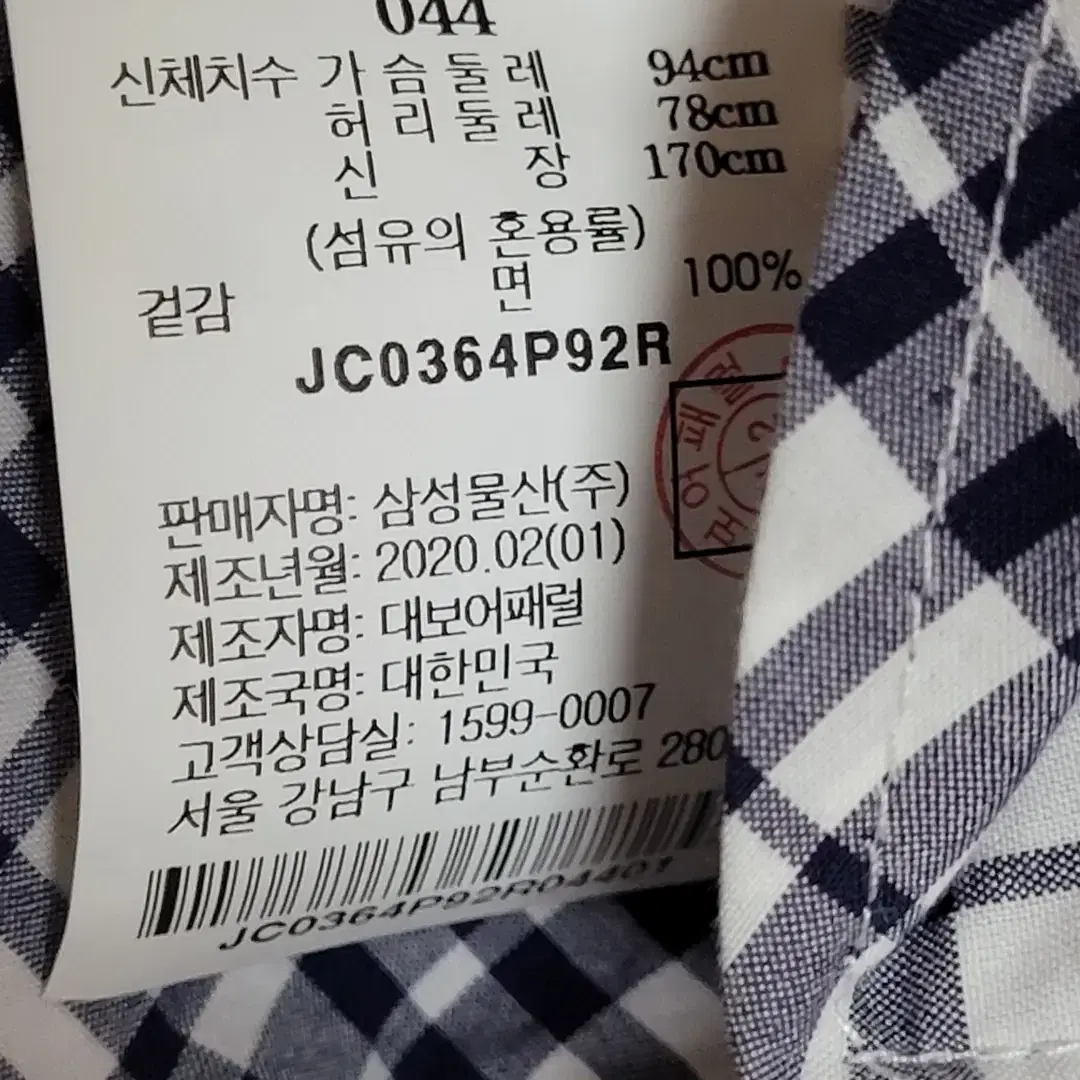 044
신체치수 가슴둘레 94cm
허리둘레 78cm
신장 170cm
(섬유의 혼용률)
겉감 면 100%
JC0364P92R
판매자명: 삼성물산(주)
제조년월: 2020.02(01)
제조자명: 대보어패럴
제조국명: 대한민국
고객상담실: 1599-0007
서울 강남구 남부순환로 280
JC0364P92R04401
보어패럴